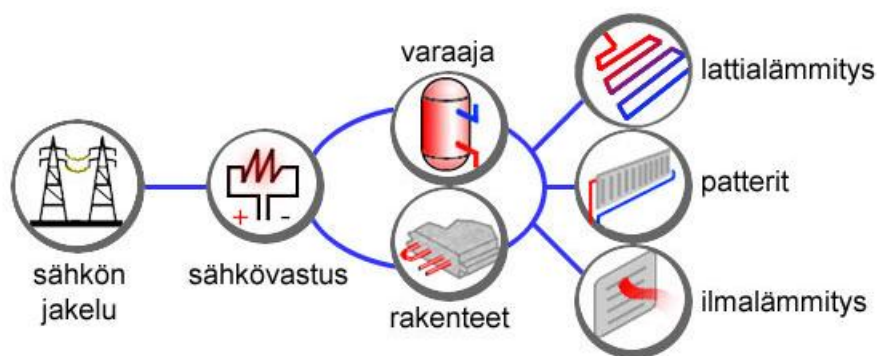 sähkön
jakelu
sähkövastus
+ -
varaaja
rakenteet
lattialämmitys
patterit
ilmalämmitys